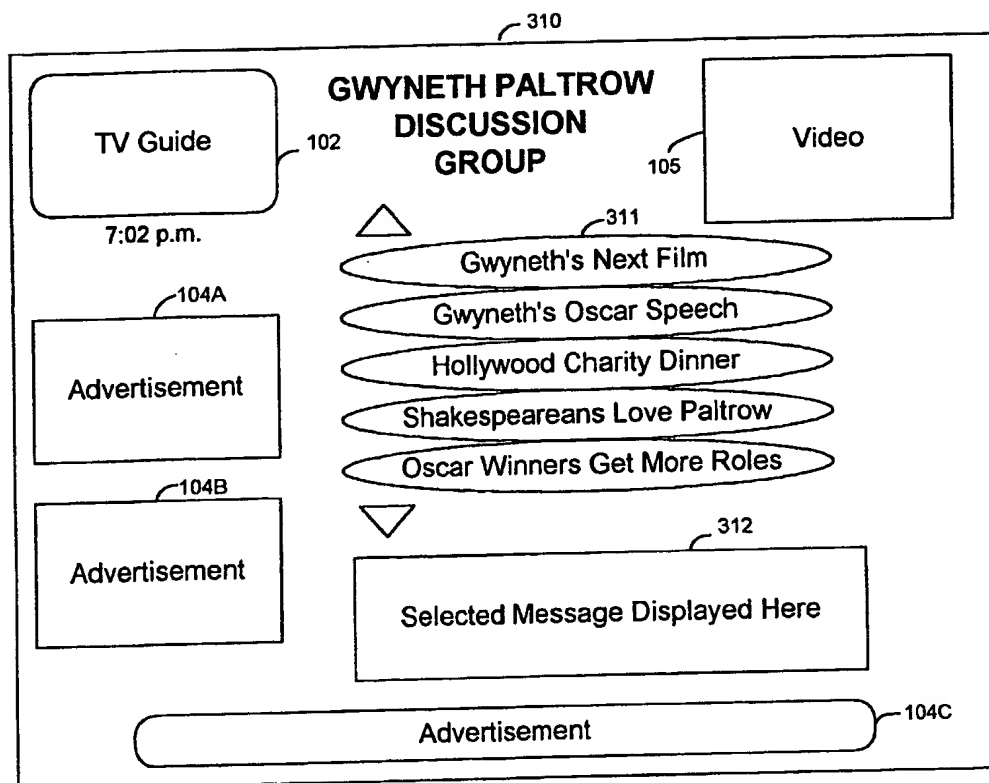 310
GWYNETH PALTROW
DISCUSSION
GROUP
TV Guide
102
105
Video
7:02 p.m.
311
Gwyneth's Next Film
Gwyneth's Oscar Speech
Hollywood Charity Dinner
Shakespeareans Love Paltrow
Oscar Winners Get More Roles
104A
Advertisement
104B
Advertisement
312
Selected Message Displayed Here
Advertisement
104C